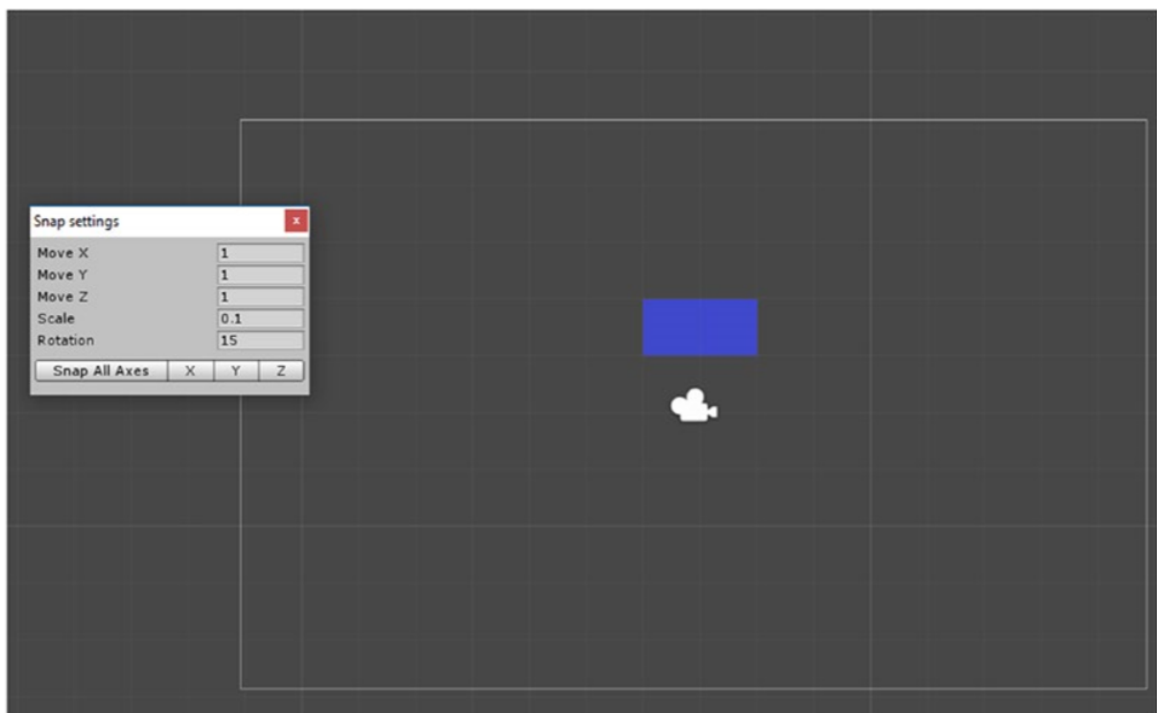 Snap settings x
Move X 1
Move Y 1
Move Z 1
Scale 0.1
Rotation 15
Snap All Axes X Y Z